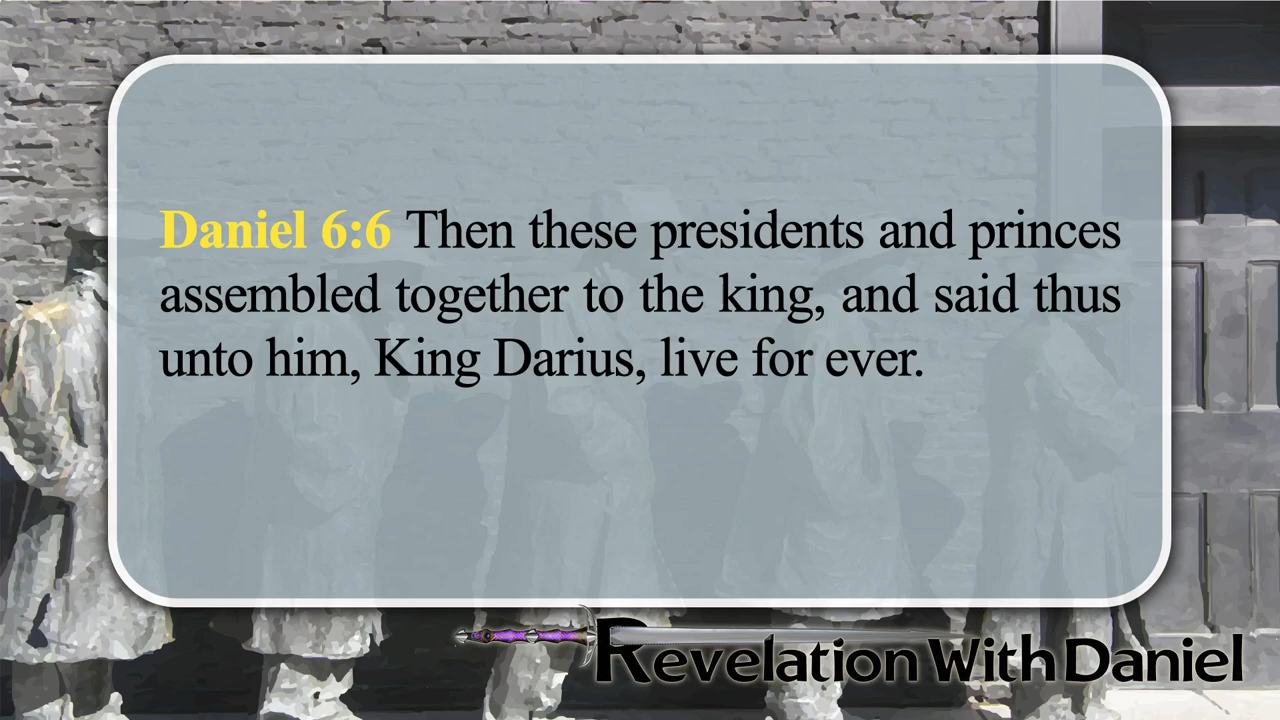 Daniel 6:6 Then these presidents and princes
assembled together to the king, and said thus
unto him, King Darius, live for ever.
Revelation With Daniel